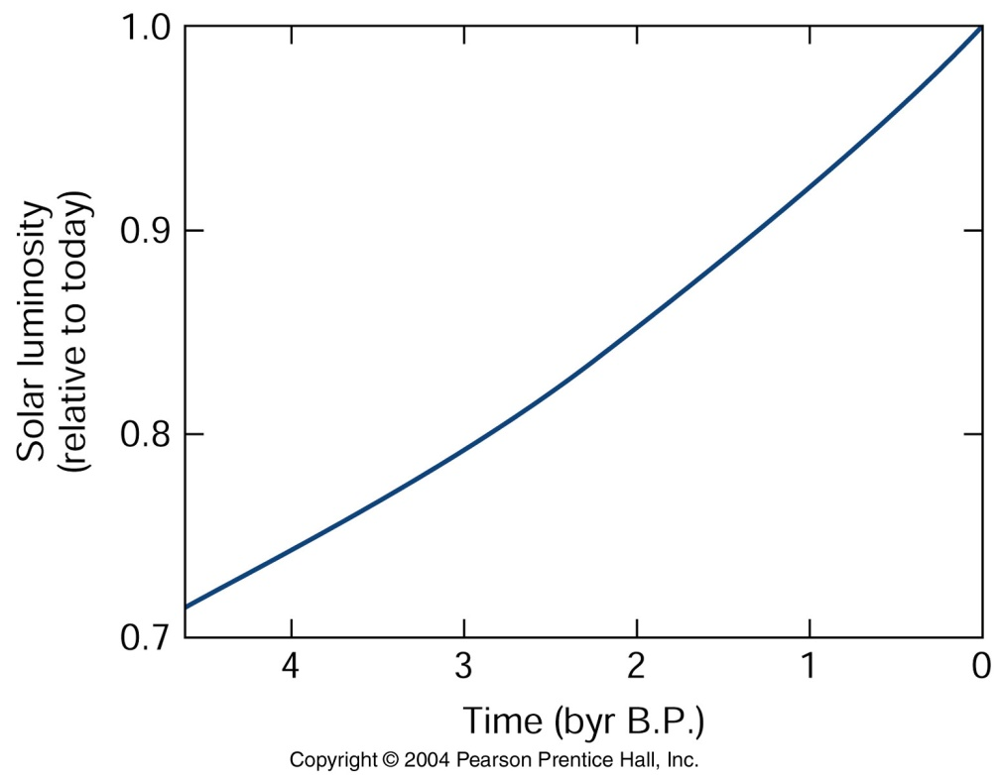 1.0
0.9
0.8
0.7
Solar luminosity
(relative to today)
4 3 2 1 0
Time (byr B.P.)
Copyright © 2004 Pearson Prentice Hall, Inc.